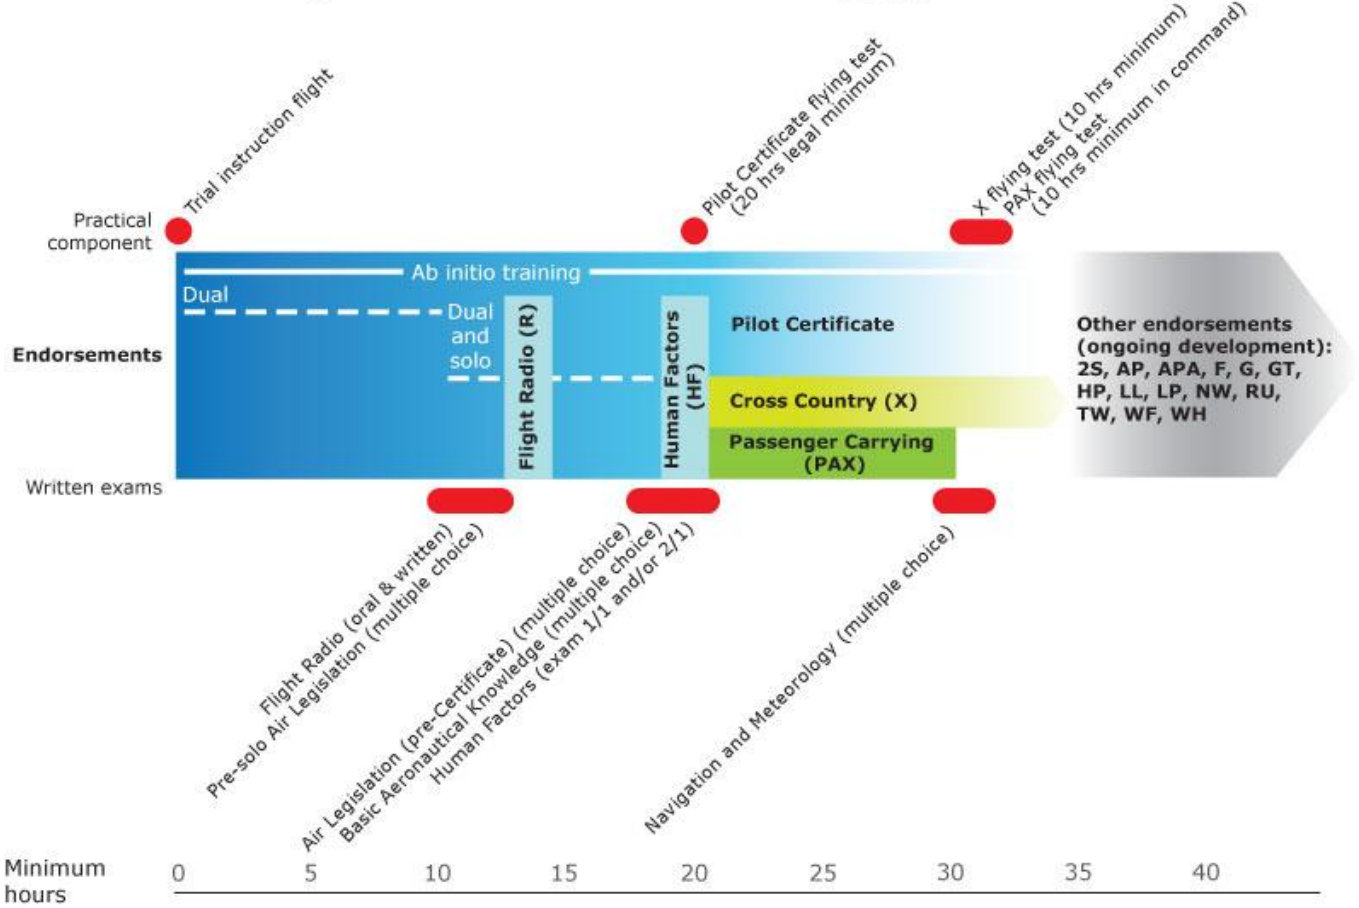 Trial instruction flight
Pilot Certificate flying test
(20 hrs legal minimum)
X flying test (10 hrs minimum)
PAX flying test
(10 hrs minimum in command)
Practical
component
Ab initio training
Dual
Dual
and
solo
Endorsements
Flight Radio (R)
Human Factors
(HF)
Pilot Certificate
Cross Country (X)
Passenger Carrying
(PAX)
Other endorsements
(ongoing development):
2S, AP, APA, F, G, GT,
HP, LL, LP, NW, RU,
TW, WF, WH
Written exams
Flight Radio (oral & written)
Pre-solo Air Legislation (multiple choice)
Air Legislation (pre-Certificate) (multiple choice)
Basic Aeronautical Knowledge (multiple choice)
Human Factors (exam 1/1 and/or 2/1)
Navigation and Meteorology (multiple choice)
Minimum
hours
0 5 10 15 20 25 30 35 40